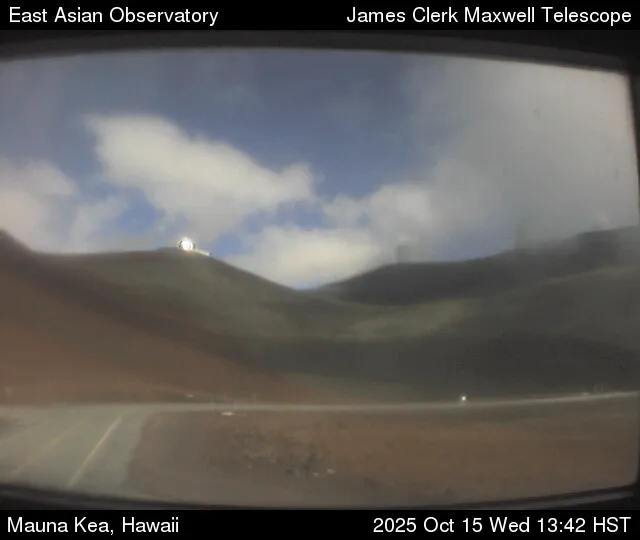 East Asian Observatory
James Clerk Maxwell Telescope
Mauna Kea, Hawaii
2025 Oct 15 Wed 13:42 HST